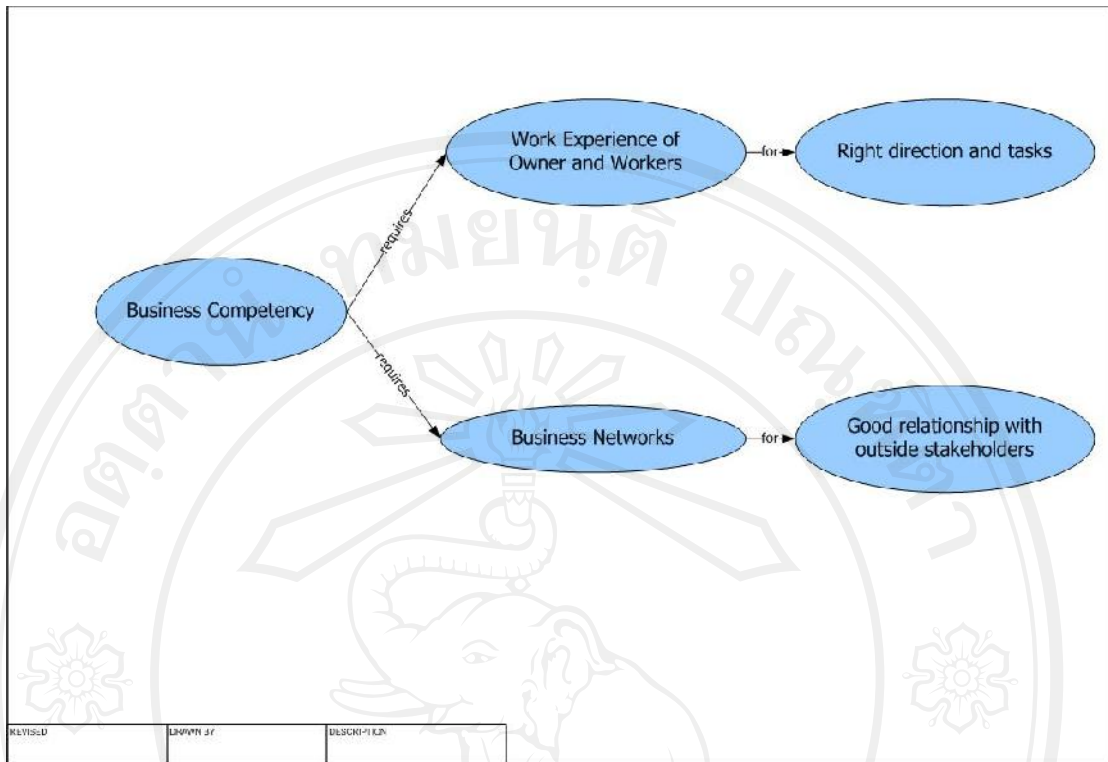 Work Experience of
Owner and Workers
for
Right direction and tasks
requires
Business Competency
requires
Business Networks
for
Good relationship with
outside stakeholders
REVISED
DRAWN BY
DESCRIPTION